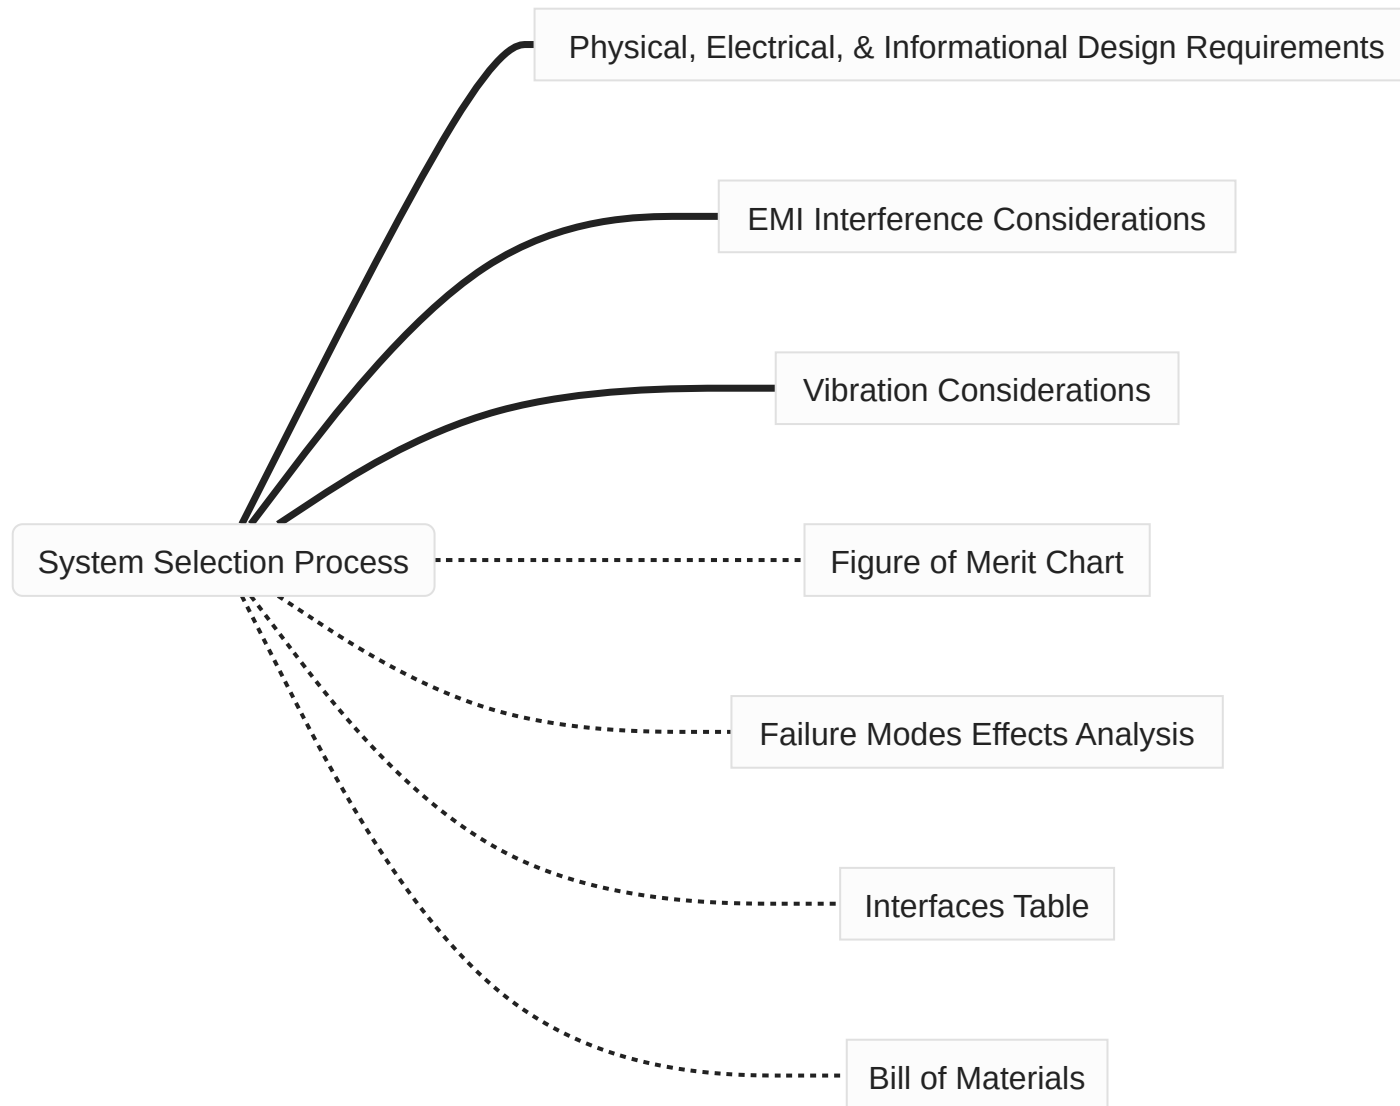 Physical, Electrical, & Informational Design Requirements
EMI Interference Considerations
Vibration Considerations
System Selection Process
Figure of Merit Chart
Failure Modes Effects Analysis
Interfaces Table
Bill of Materials